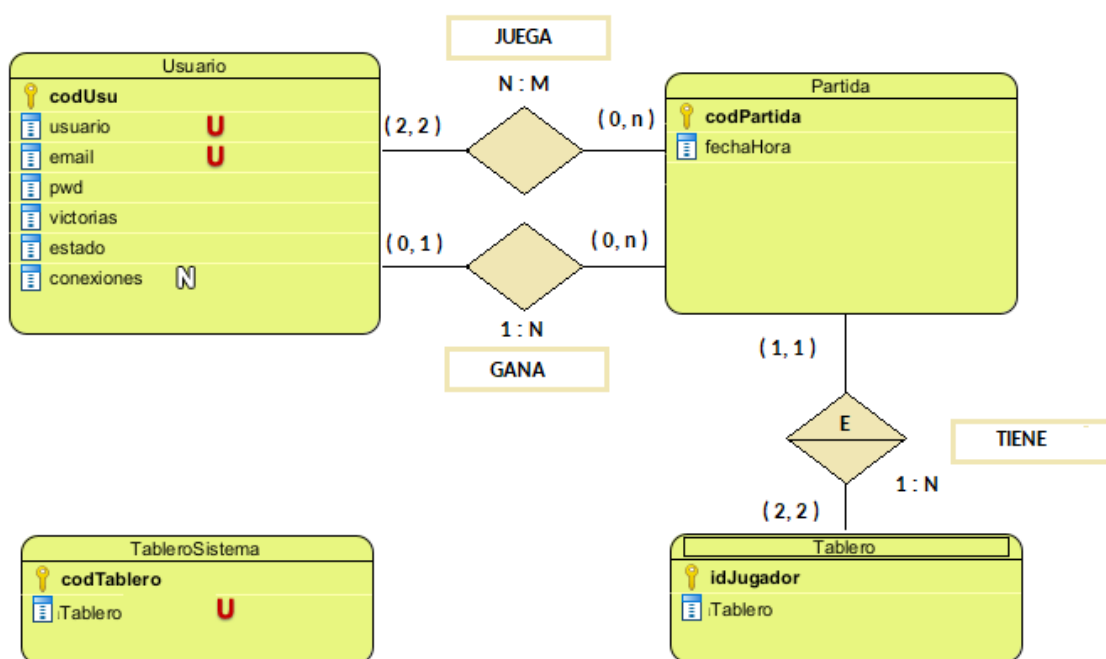 JUEGA
N : M
Usuario
codUsu
usuario U
email U
pwd
victorias
estado
conexiones N
( 2, 2 )
( 0, n )
Partida
codPartida
fechaHora
( 0, 1 )
( 0, n )
1 : N
GANA
( 1, 1 )
E
TIENE
1 : N
( 2, 2 )
TableroSistema
codTablero
iTablero U
Tablero
idJugador
iTablero